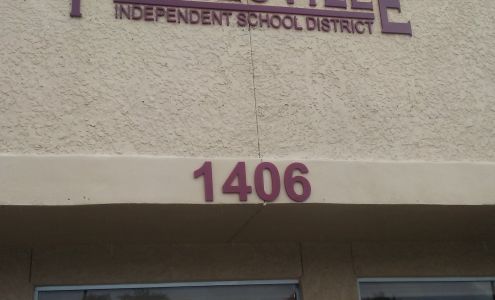 INDEPENDENT SCHOOL DISTRICT
1406